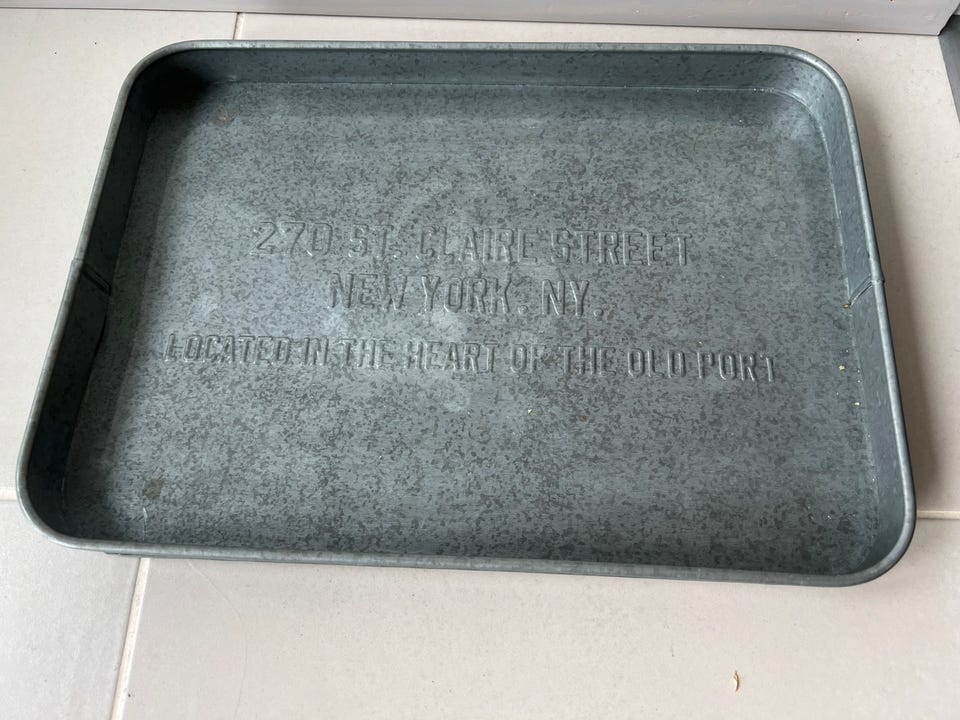 270 ST. CLAIRE STREET
NEW YORK. NY.
LOCATED IN THE HEART OF THE OLD PORT